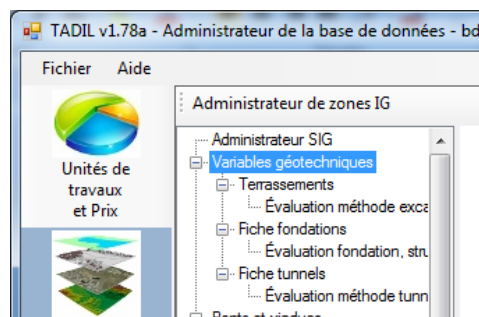 TADIL v1.78a - Administrateur de la base de données - bd
Fichier Aide
Administrateur de zones IG
Unités de
travaux
et Prix
Administrateur SIG
Variables géotechniques
Terrassements
Évaluation méthode exca
Fiche fondations
Évaluation fondation, stru
Fiche tunnels
Évaluation méthode tunn